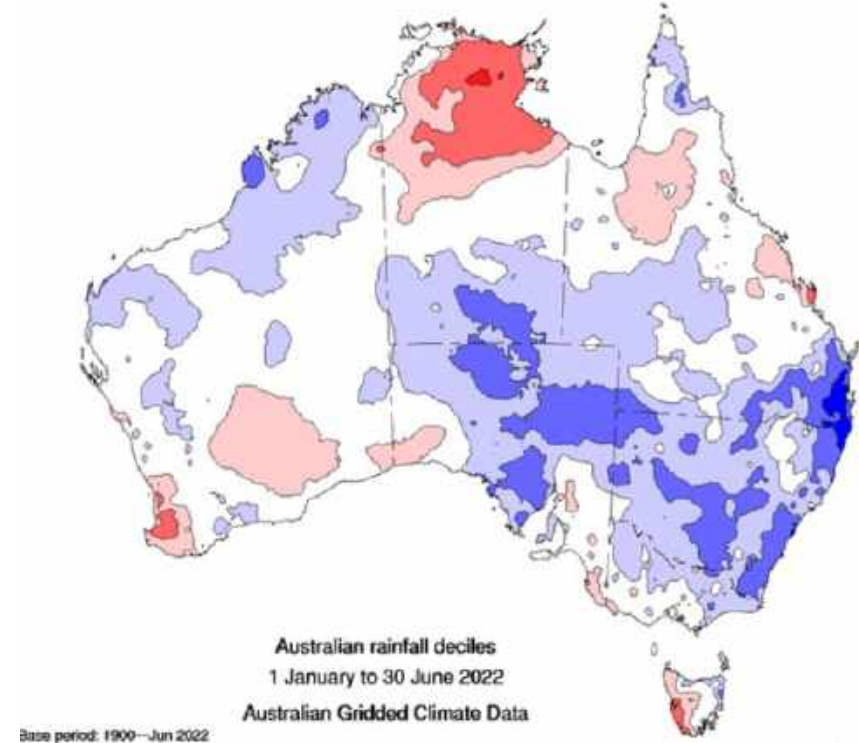 Australian rainfall deciles
1 January to 30 June 2022
Australian Gridded Climate Data
Base period: 1900—Jun 2022